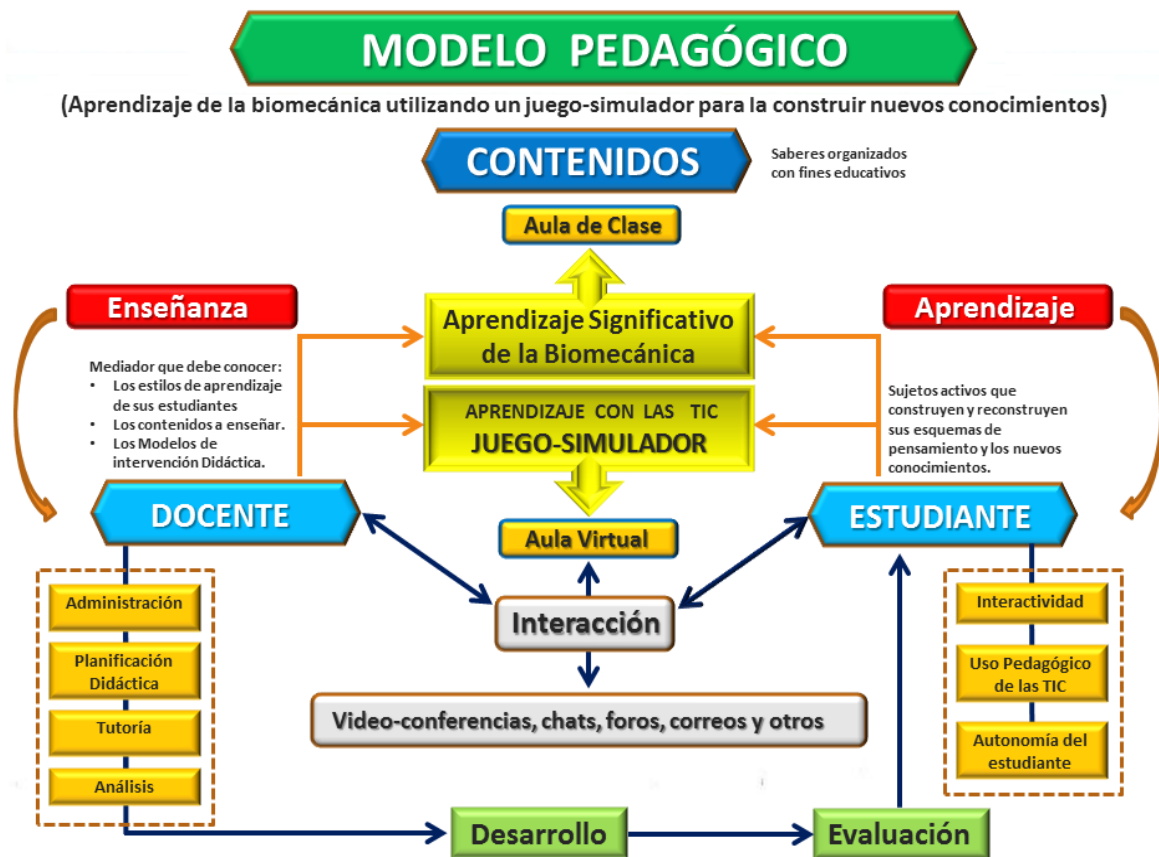 MODELO PEDAGÓGICO
(Aprendizaje de la biomecánica utilizando un juego-simulador para la construir nuevos conocimientos)
CONTENIDOS
Saberes organizados
con fines educativos
Aula de Clase
Enseñanza
Aprendizaje
Aprendizaje Significativo
de la Biomecánica
Mediador que debe conocer:
• Los estilos de aprendizaje
de sus estudiantes
• Los contenidos a enseñar.
• Los Modelos de
intervención Didáctica.
APRENDIZAJE CON LAS TIC
JUEGO-SIMULADOR
Sujetos activos que
construyen y reconstruyen
sus esquemas de
pensamiento y los nuevos
conocimientos.
DOCENTE
Aula Virtual
ESTUDIANTE
Administración
Planificación
Didáctica
Tutoría
Análisis
Interacción
Video-conferencias, chats, foros, correos y otros
Interactividad
Uso Pedagógico
de las TIC
Autonomía del
estudiante
Desarrollo
Evaluación